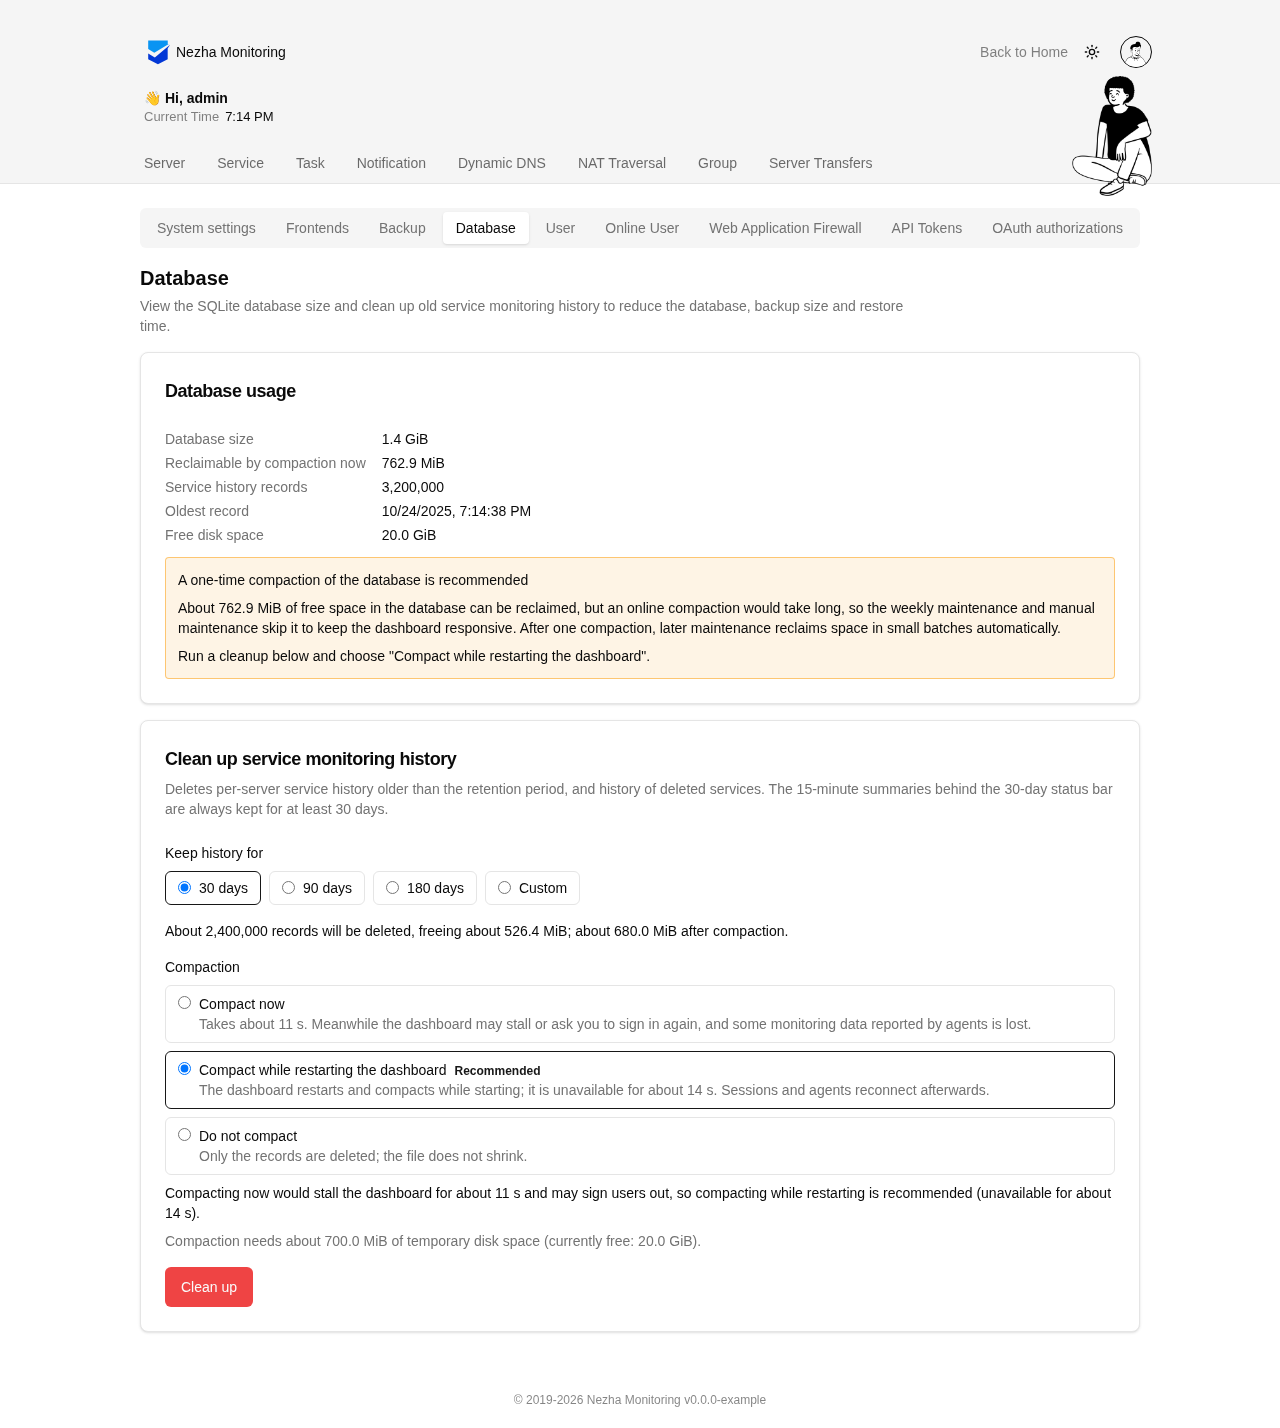 Nezha Monitoring
Back to Home
👋 Hi, admin
Current Time 7:14 PM
Server Service Task Notification Dynamic DNS NAT Traversal Group Server Transfers
System settings Frontends Backup Database User Online User Web Application Firewall API Tokens OAuth authorizations
Database
View the SQLite database size and clean up old service monitoring history to reduce the database, backup size and restore
time.
Database usage
Database size 1.4 GiB
Reclaimable by compaction now 762.9 MiB
Service history records 3,200,000
Oldest record 10/24/2025, 7:14:38 PM
Free disk space 20.0 GiB
A one-time compaction of the database is recommended
About 762.9 MiB of free space in the database can be reclaimed, but an online compaction would take long, so the weekly maintenance and manual
maintenance skip it to keep the dashboard responsive. After one compaction, later maintenance reclaims space in small batches automatically.
Run a cleanup below and choose "Compact while restarting the dashboard".
Clean up service monitoring history
Deletes per-server service history older than the retention period, and history of deleted services. The 15-minute summaries behind the 30-day status bar
are always kept for at least 30 days.
Keep history for
30 days 90 days 180 days Custom
About 2,400,000 records will be deleted, freeing about 526.4 MiB; about 680.0 MiB after compaction.
Compaction
Compact now
Takes about 11 s. Meanwhile the dashboard may stall or ask you to sign in again, and some monitoring data reported by agents is lost.
Compact while restarting the dashboard Recommended
The dashboard restarts and compacts while starting; it is unavailable for about 14 s. Sessions and agents reconnect afterwards.
Do not compact
Only the records are deleted; the file does not shrink.
Compacting now would stall the dashboard for about 11 s and may sign users out, so compacting while restarting is recommended (unavailable for about
14 s).
Compaction needs about 700.0 MiB of temporary disk space (currently free: 20.0 GiB).
Clean up
© 2019-2026 Nezha Monitoring v0.0.0-example